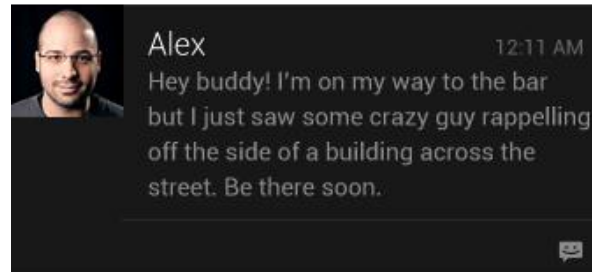 Alex
12:11 AM
Hey buddy! I'm on my way to the bar
but I just saw some crazy guy rappelling
off the side of a building across the
street. Be there soon.